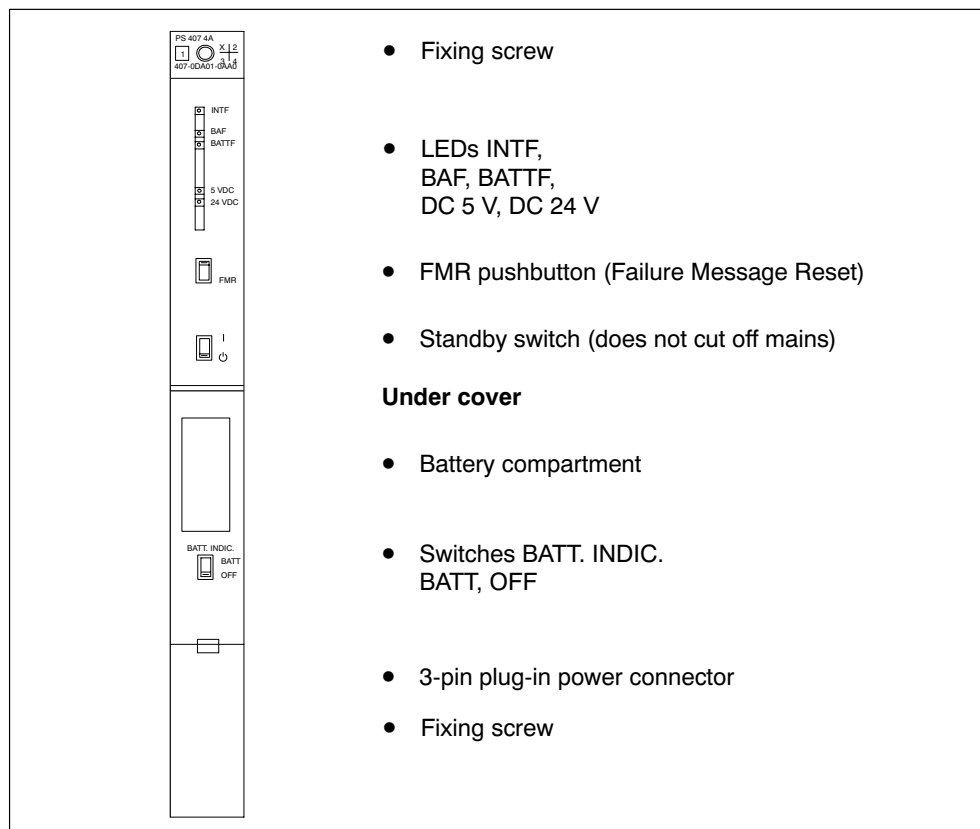 PS 407 4A
1
X 2
3 4
407-0DA01-0AA0
INTF
BAF
BATTF
5 VDC
24 VDC
FMR
I
BATT. INDIC.
BATT
OFF
• Fixing screw
• LEDs INTF,
BAF, BATTF,
DC 5 V, DC 24 V
• FMR pushbutton (Failure Message Reset)
• Standby switch (does not cut off mains)
Under cover
• Battery compartment
• Switches BATT. INDIC.
BATT, OFF
• 3-pin plug-in power connector
• Fixing screw